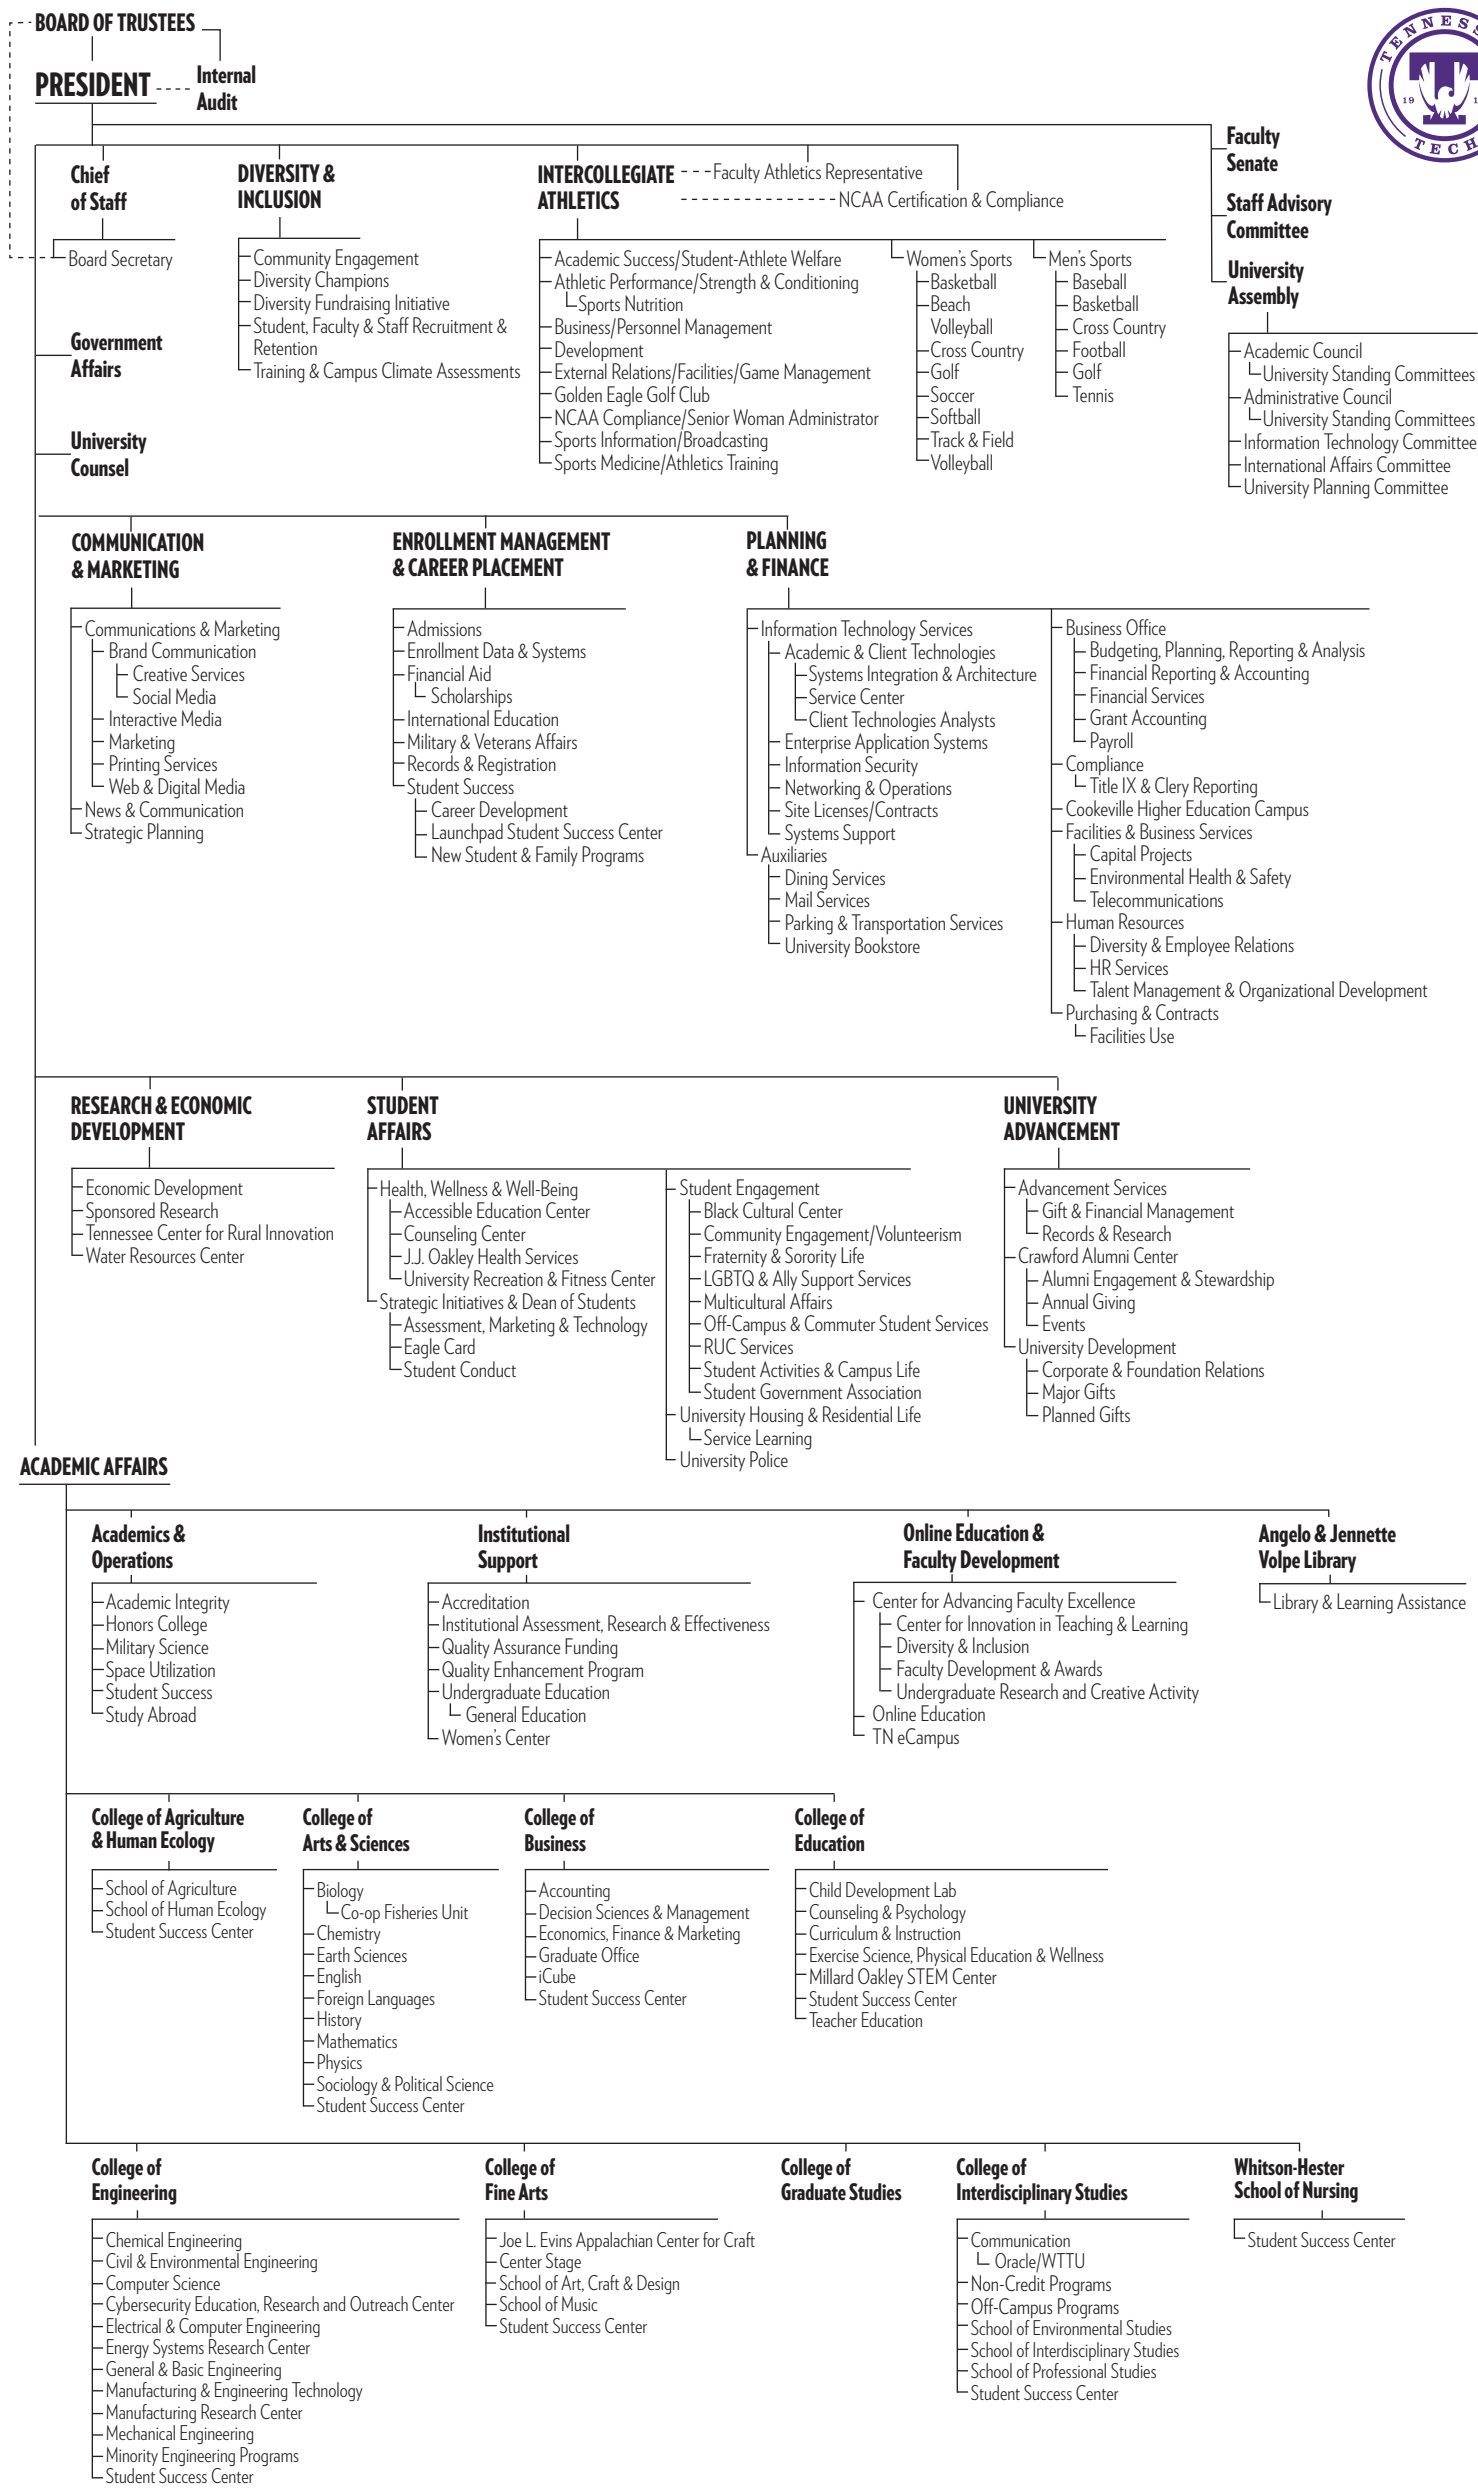 BOARD OF TRUSTEES
PRESIDENT
Internal
Audit
TENNESS
19 1
TECH
Faculty
Senate
Staff Advisory
Committee
University
Assembly
Academic Council
University Standing Committees
Administrative Council
University Standing Committees
Information Technology Committee
International Affairs Committee
University Planning Committee
Chief
of Staff
Board Secretary
Government
Affairs
University
Counsel
DIVERSITY &
INCLUSION
Community Engagement
Diversity Champions
Diversity Fundraising Initiative
Student, Faculty & Staff Recruitment &
Retention
Training & Campus Climate Assessments
INTERCOLLEGIATE
ATHLETICS
Faculty Athletics Representative
NCAA Certification & Compliance
Academic Success/Student-Athlete Welfare
Athletic Performance/Strength & Conditioning
Sports Nutrition
Business/Personnel Management
Development
External Relations/Facilities/Game Management
Golden Eagle Golf Club
NCAA Compliance/Senior Woman Administrator
Sports Information/Broadcasting
Sports Medicine/Athletics Training
Women's Sports
Basketball
Beach
Volleyball
Cross Country
Golf
Soccer
Softball
Track & Field
Volleyball
Men's Sports
Baseball
Basketball
Cross Country
Football
Golf
Tennis
COMMUNICATION
& MARKETING
Communications & Marketing
Brand Communication
Creative Services
Social Media
Interactive Media
Marketing
Printing Services
Web & Digital Media
News & Communication
Strategic Planning
ENROLLMENT MANAGEMENT
& CAREER PLACEMENT
Admissions
Enrollment Data & Systems
Financial Aid
Scholarships
International Education
Military & Veterans Affairs
Records & Registration
Student Success
Career Development
Launchpad Student Success Center
New Student & Family Programs
PLANNING
& FINANCE
Information Technology Services
Academic & Client Technologies
Systems Integration & Architecture
Service Center
Client Technologies Analysts
Enterprise Application Systems
Information Security
Networking & Operations
Site Licenses/Contracts
Systems Support
Auxiliaries
Dining Services
Mail Services
Parking & Transportation Services
University Bookstore
Business Office
Budgeting, Planning, Reporting & Analysis
Financial Reporting & Accounting
Financial Services
Grant Accounting
Payroll
Compliance
Title IX & Clery Reporting
Cookeville Higher Education Campus
Facilities & Business Services
Capital Projects
Environmental Health & Safety
Telecommunications
Human Resources
Diversity & Employee Relations
HR Services
Talent Management & Organizational Development
Purchasing & Contracts
Facilities Use
RESEARCH & ECONOMIC
DEVELOPMENT
Economic Development
Sponsored Research
Tennessee Center for Rural Innovation
Water Resources Center
STUDENT
AFFAIRS
Health, Wellness & Well-Being
Accessible Education Center
Counseling Center
J.J. Oakley Health Services
University Recreation & Fitness Center
Strategic Initiatives & Dean of Students
Assessment, Marketing & Technology
Eagle Card
Student Conduct
Student Engagement
Black Cultural Center
Community Engagement/Volunteerism
Fraternity & Sorority Life
LGBTQ & Ally Support Services
Multicultural Affairs
Off-Campus & Commuter Student Services
RUC Services
Student Activities & Campus Life
Student Government Association
University Housing & Residential Life
Service Learning
University Police
UNIVERSITY
ADVANCEMENT
Advancement Services
Gift & Financial Management
Records & Research
Crawford Alumni Center
Alumni Engagement & Stewardship
Annual Giving
Events
University Development
Corporate & Foundation Relations
Major Gifts
Planned Gifts
ACADEMIC AFFAIRS
Academics &
Operations
Academic Integrity
Honors College
Military Science
Space Utilization
Student Success
Study Abroad
Institutional
Support
Accreditation
Institutional Assessment, Research & Effectiveness
Quality Assurance Funding
Quality Enhancement Program
Undergraduate Education
General Education
Women's Center
Online Education &
Faculty Development
Center for Advancing Faculty Excellence
Center for Innovation in Teaching & Learning
Diversity & Inclusion
Faculty Development & Awards
Undergraduate Research and Creative Activity
Online Education
TN eCampus
Angelo & Jennette
Volpe Library
Library & Learning Assistance
College of Agriculture
& Human Ecology
School of Agriculture
School of Human Ecology
Student Success Center
College of
Arts & Sciences
Biology
Co-op Fisheries Unit
Chemistry
Earth Sciences
English
Foreign Languages
History
Mathematics
Physics
Sociology & Political Science
Student Success Center
College of
Business
Accounting
Decision Sciences & Management
Economics, Finance & Marketing
Graduate Office
iCube
Student Success Center
College of
Education
Child Development Lab
Counseling & Psychology
Curriculum & Instruction
Exercise Science, Physical Education & Wellness
Millard Oakley STEM Center
Student Success Center
Teacher Education
College of
Engineering
Chemical Engineering
Civil & Environmental Engineering
Computer Science
Cybersecurity Education, Research and Outreach Center
Electrical & Computer Engineering
Energy Systems Research Center
General & Basic Engineering
Manufacturing & Engineering Technology
Manufacturing Research Center
Mechanical Engineering
Minority Engineering Programs
Student Success Center
College of
Fine Arts
Joe L. Evins Appalachian Center for Craft
Center Stage
School of Art, Craft & Design
School of Music
Student Success Center
College of
Graduate Studies
College of
Interdisciplinary Studies
Communication
Oracle/WTTU
Non-Credit Programs
Off-Campus Programs
School of Environmental Studies
School of Interdisciplinary Studies
School of Professional Studies
Student Success Center
Whitson-Hester
School of Nursing
Student Success Center